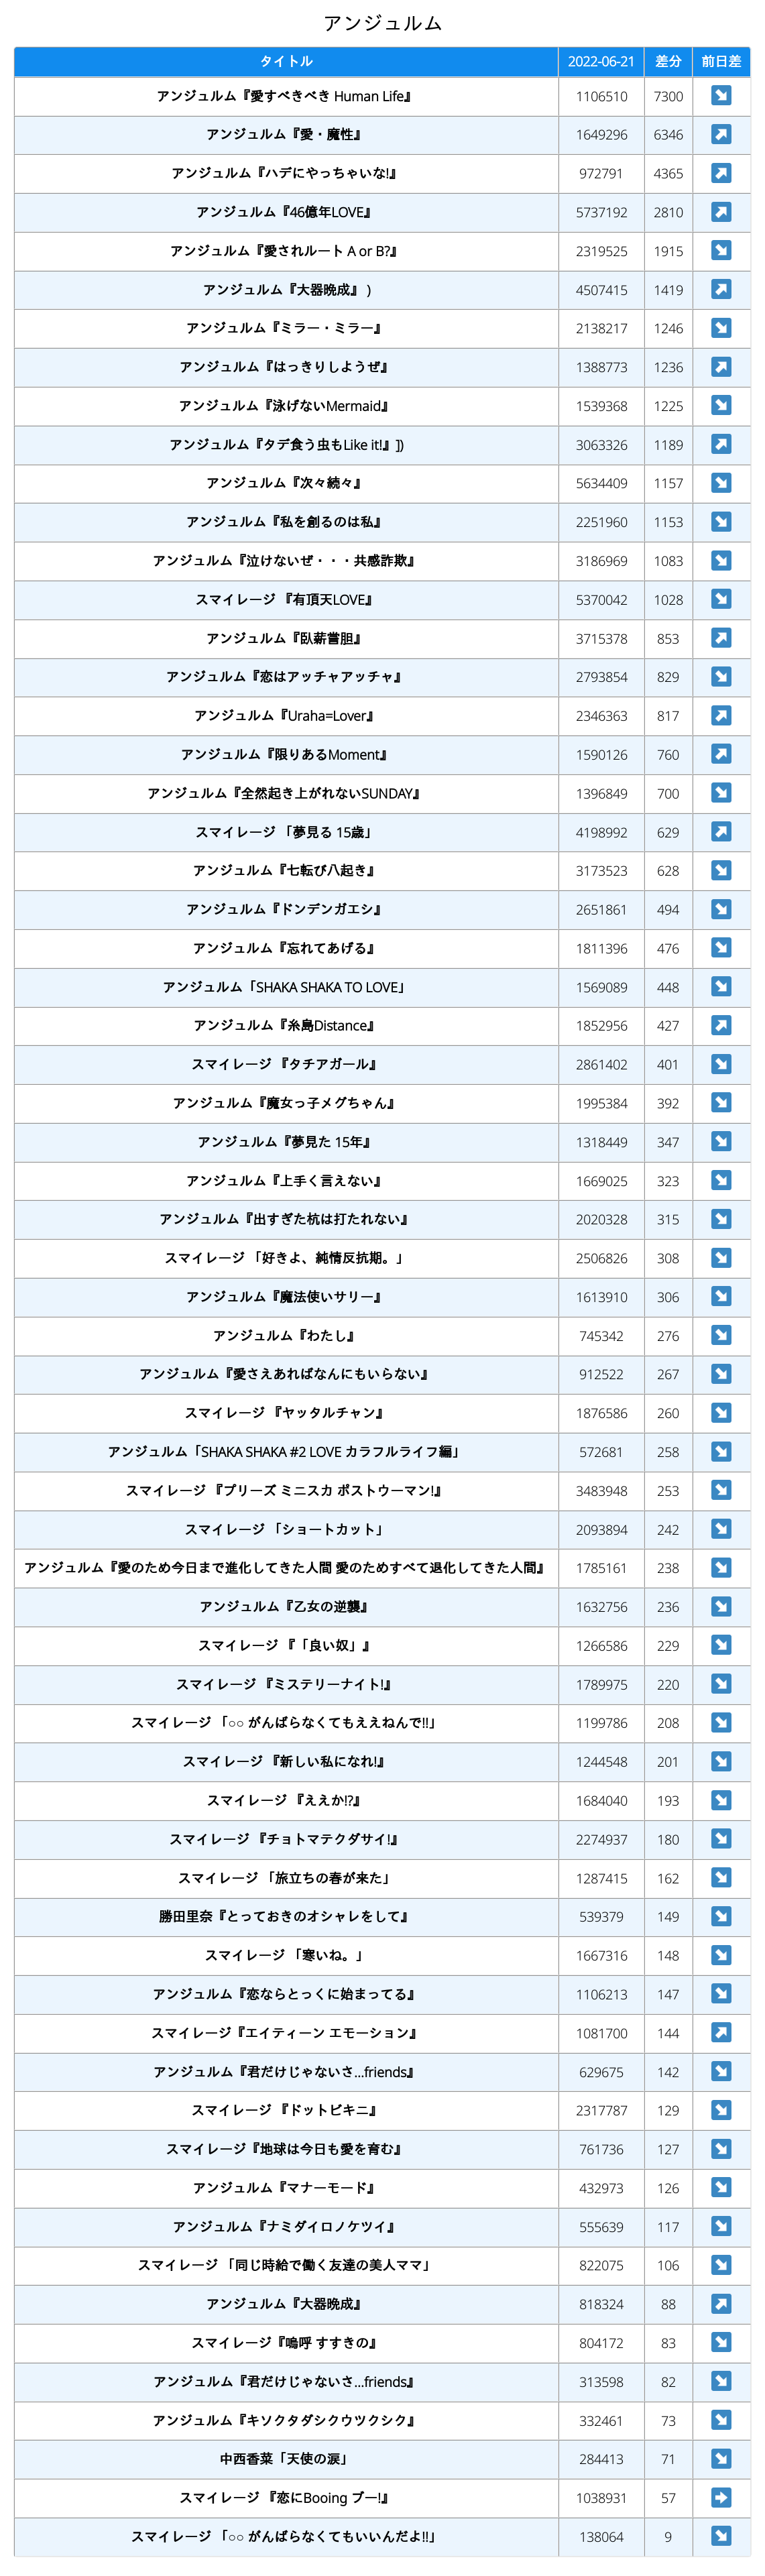 アンジュルム
タイトル 2022-06-21 差分 前日差
アンジュルム『愛すべきべき Human Life』 1106510 7300 ↘
アンジュルム『愛・魔性』 1649296 6346 ↗
アンジュルム『ハデにやっちゃいな!』 972791 4365 ↗
アンジュルム『46億年LOVE』 5737192 2810 ↗
アンジュルム『愛されルート A or B?』 2319525 1915 ↘
アンジュルム『大器晩成』 ) 4507415 1419 ↗
アンジュルム『ミラー・ミラー』 2138217 1246 ↘
アンジュルム『はっきりしようぜ』 1388773 1236 ↗
アンジュルム『泳げないMermaid』 1539368 1225 ↘
アンジュルム『タデ食う虫もLike it!』]) 3063326 1189 ↗
アンジュルム『次々続々』 5634409 1157 ↘
アンジュルム『私を創るのは私』 2251960 1153 ↘
アンジュルム『泣けないぜ・・・共感詐欺』 3186969 1083 ↘
スマイレージ 『有頂天LOVE』 5370042 1028 ↘
アンジュルム『臥薪嘗胆』 3715378 853 ↗
アンジュルム『恋はアッチャアッチャ』 2793854 829 ↘
アンジュルム『Uraha=Lover』 2346363 817 ↗
アンジュルム『限りあるMoment』 1590126 760 ↗
アンジュルム『全然起き上がれないSUNDAY』 1396849 700 ↘
スマイレージ 「夢見る 15歳」 4198992 629 ↗
アンジュルム『七転び八起き』 3173523 628 ↘
アンジュルム『ドンデンガエシ』 2651861 494 ↘
アンジュルム『忘れてあげる』 1811396 476 ↘
アンジュルム「SHAKA SHAKA TO LOVE」 1569089 448 ↘
アンジュルム『糸島Distance』 1852956 427 ↗
スマイレージ 『タチアガール』 2861402 401 ↘
アンジュルム『魔女っ子メグちゃん』 1995384 392 ↘
アンジュルム『夢見た 15年』 1318449 347 ↘
アンジュルム『上手く言えない』 1669025 323 ↘
アンジュルム『出すぎた杭は打たれない』 2020328 315 ↘
スマイレージ 「好きよ、純情反抗期。」 2506826 308 ↘
アンジュルム『魔法使いサリー』 1613910 306 ↘
アンジュルム『わたし』 745342 276 ↘
アンジュルム『愛さえあればなんにもいらない』 912522 267 ↘
スマイレージ 『ヤッタルチャン』 1876586 260 ↘
アンジュルム「SHAKA SHAKA #2 LOVE カラフルライフ編」 572681 258 ↘
スマイレージ 『プリーズ ミニスカ ポストウーマン!』 3483948 253 ↘
スマイレージ 「ショートカット」 2093894 242 ↘
アンジュルム『愛のため今日まで進化してきた人間 愛のためすべて退化してきた人間』 1785161 238 ↘
アンジュルム『乙女の逆襲』 1632756 236 ↘
スマイレージ 『「良い奴」』 1266586 229 ↘
スマイレージ 『ミステリーナイト!』 1789975 220 ↘
スマイレージ 「○○ がんばらなくてもええねんで!!」 1199786 208 ↘
スマイレージ 『新しい私になれ!』 1244548 201 ↘
スマイレージ 『ええか!?』 1684040 193 ↘
スマイレージ 『チョトマテクダサイ!』 2274937 180 ↘
スマイレージ 「旅立ちの春が来た」 1287415 162 ↘
勝田里奈『とっておきのオシャレをして』 539379 149 ↘
スマイレージ 「寒いね。」 1667316 148 ↘
アンジュルム『恋ならとっくに始まってる』 1106213 147 ↘
スマイレージ『エイティーン エモーション』 1081700 144 ↗
アンジュルム『君だけじゃないさ...friends』 629675 142 ↘
スマイレージ 『ドットビキニ』 2317787 129 ↘
スマイレージ『地球は今日も愛を育む』 761736 127 ↘
アンジュルム『マナーモード』 432973 126 ↘
アンジュルム『ナミダイロノケツイ』 555639 117 ↘
スマイレージ 「同じ時給で働く友達の美人ママ」 822075 106 ↘
アンジュルム『大器晩成』 818324 88 ↗
スマイレージ『嗚呼 すすきの』 804172 83 ↘
アンジュルム『君だけじゃないさ...friends』 313598 82 ↘
アンジュルム『キソクタダシクウツクシク』 332461 73 ↘
中西香菜「天使の涙」 284413 71 ↘
スマイレージ 『恋にBooing ブー!』 1038931 57 ➡
スマイレージ 「○○ がんばらなくてもいいんだよ!!」 138064 9 ↘